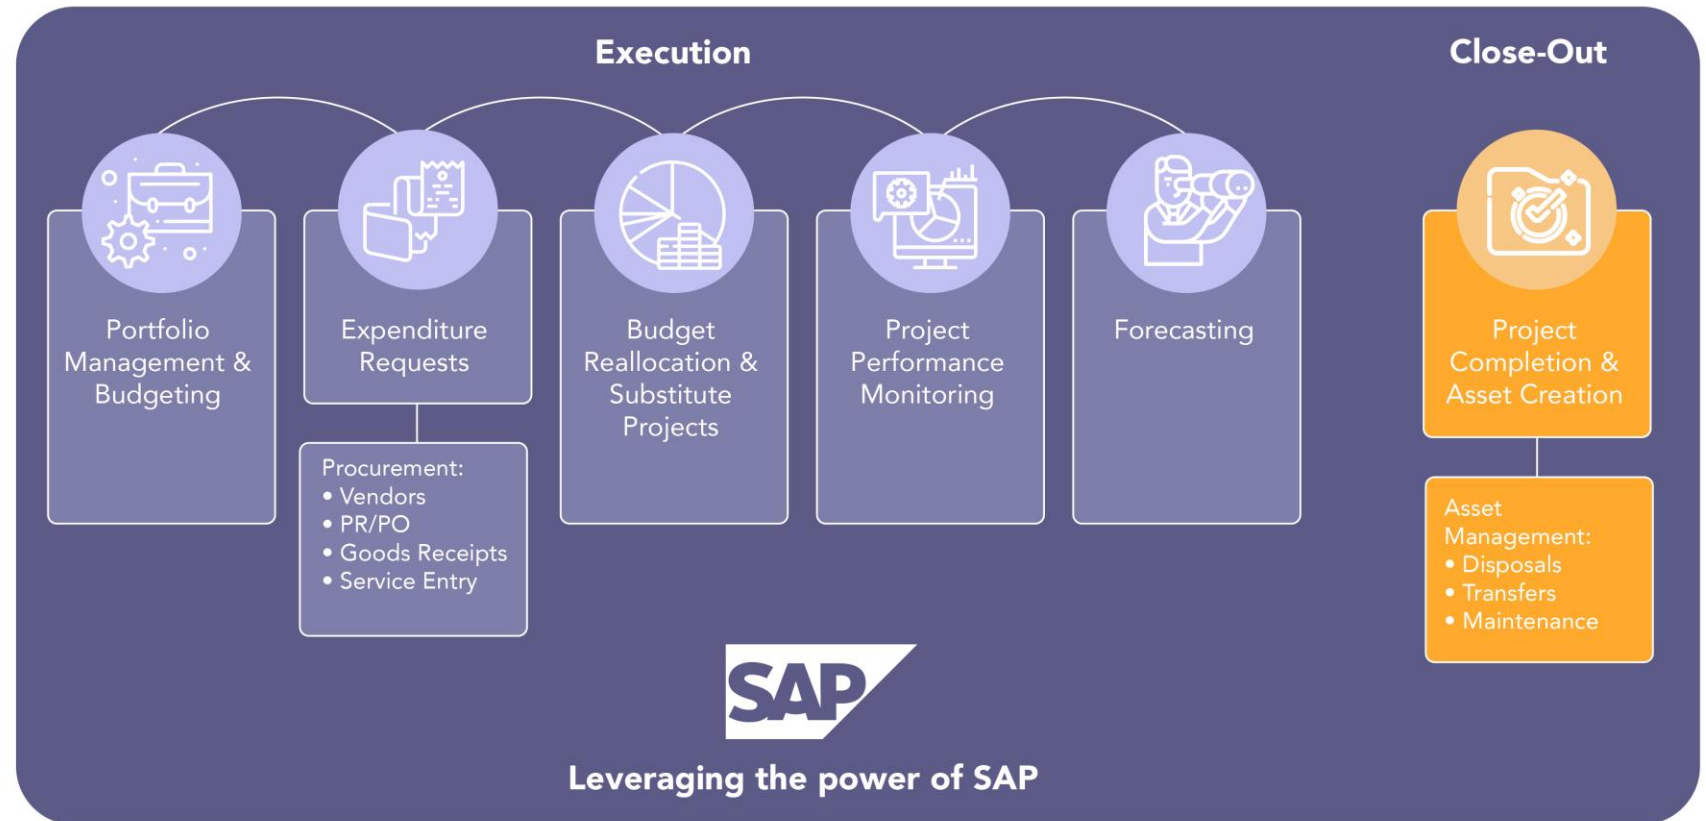 Execution
Close-Out
Portfolio
Management &
Budgeting
Expenditure
Requests
Procurement:
• Vendors
• PR/PO
• Goods Receipts
• Service Entry
Budget
Reallocation &
Substitute
Projects
Project
Performance
Monitoring
Forecasting
Project
Completion &
Asset Creation
Asset
Management:
• Disposals
• Transfers
• Maintenance
SAP
Leveraging the power of SAP